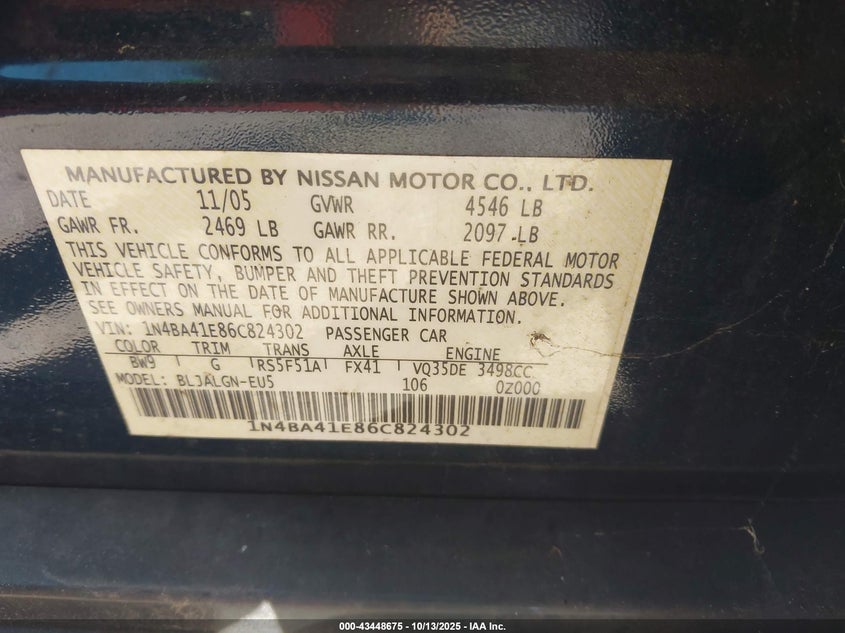 MANUFACTURED BY NISSAN MOTOR CO., LTD.
DATE 11/05 GVWR 4546 LB
GAWR FR. 2469 LB GAWR RR. 2097 LB
THIS VEHICLE CONFORMS TO ALL APPLICABLE FEDERAL MOTOR
VEHICLE SAFETY, BUMPER AND THEFT PREVENTION STANDARDS
IN EFFECT ON THE DATE OF MANUFACTURE SHOWN ABOVE.
SEE OWNERS MANUAL FOR ADDITIONAL INFORMATION.
VIN: 1N4BA41E86C824302 PASSENGER CAR
COLOR TRIM TRANS AXLE ENGINE
BW9 G RS5F51A FX41 VQ35DE 3498CC
MODEL: BLJALGN-EU5 106 0Z000
1N4BA41E86C824302
000-43448675 - 10/13/2025 - IAA Inc.